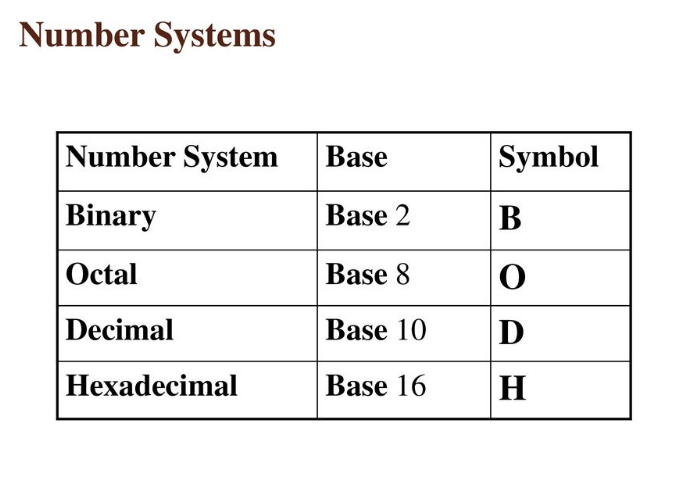 Number Systems
Number System Base Symbol
Binary Base 2 B
Octal Base 8 O
Decimal Base 10 D
Hexadecimal Base 16 H